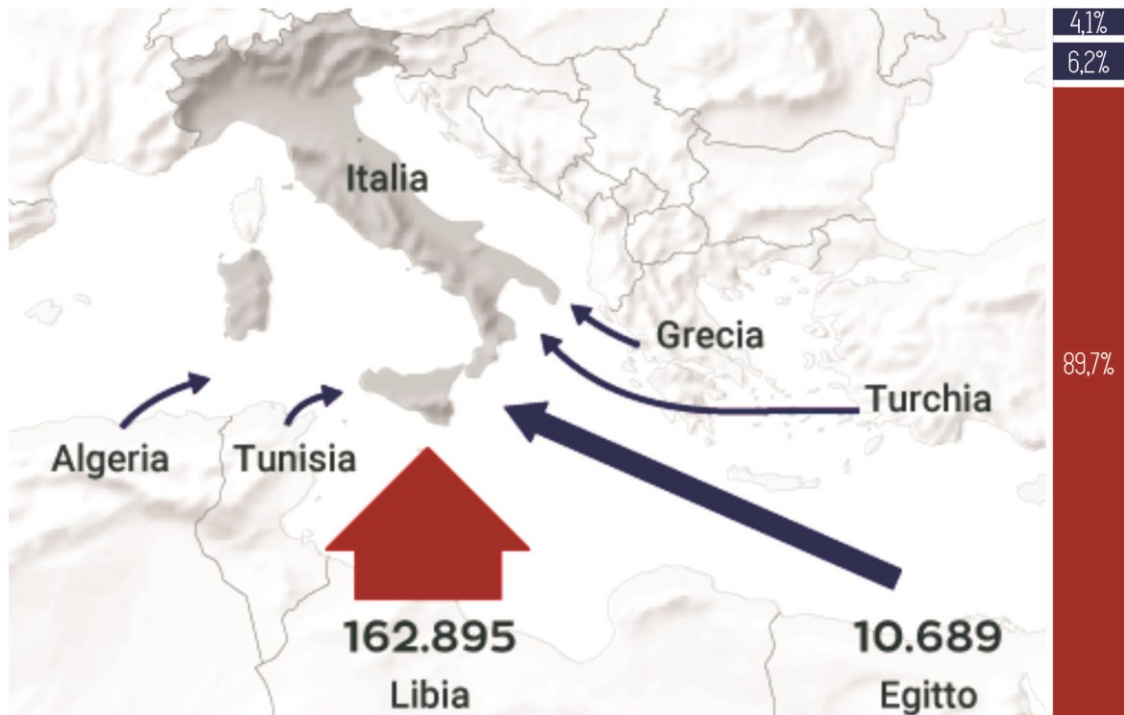 4,1%
6,2%
Italia
Grecia
89,7%
Turchia
Algeria
Tunisia
162.895
10.689
Libia
Egitto